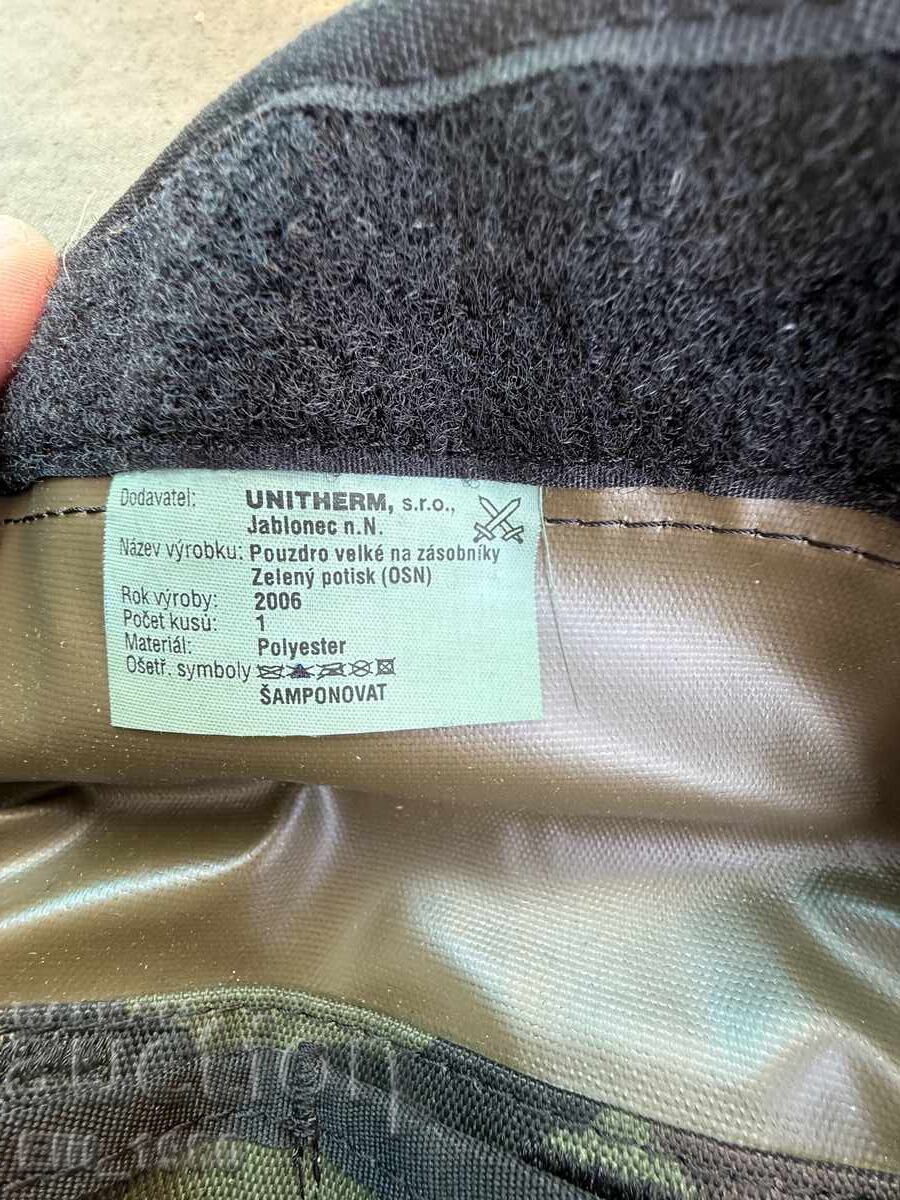 Dodavatel: UNITHERM, s.r.o.,
Jablonec n.N.
Název výrobku: Pouzdro velké na zásobníky
Zelený potisk (OSN)
Rok výroby: 2006
Počet kusů: 1
Materiál: Polyester
Ošetř. symboly
ŠAMPONOVAT